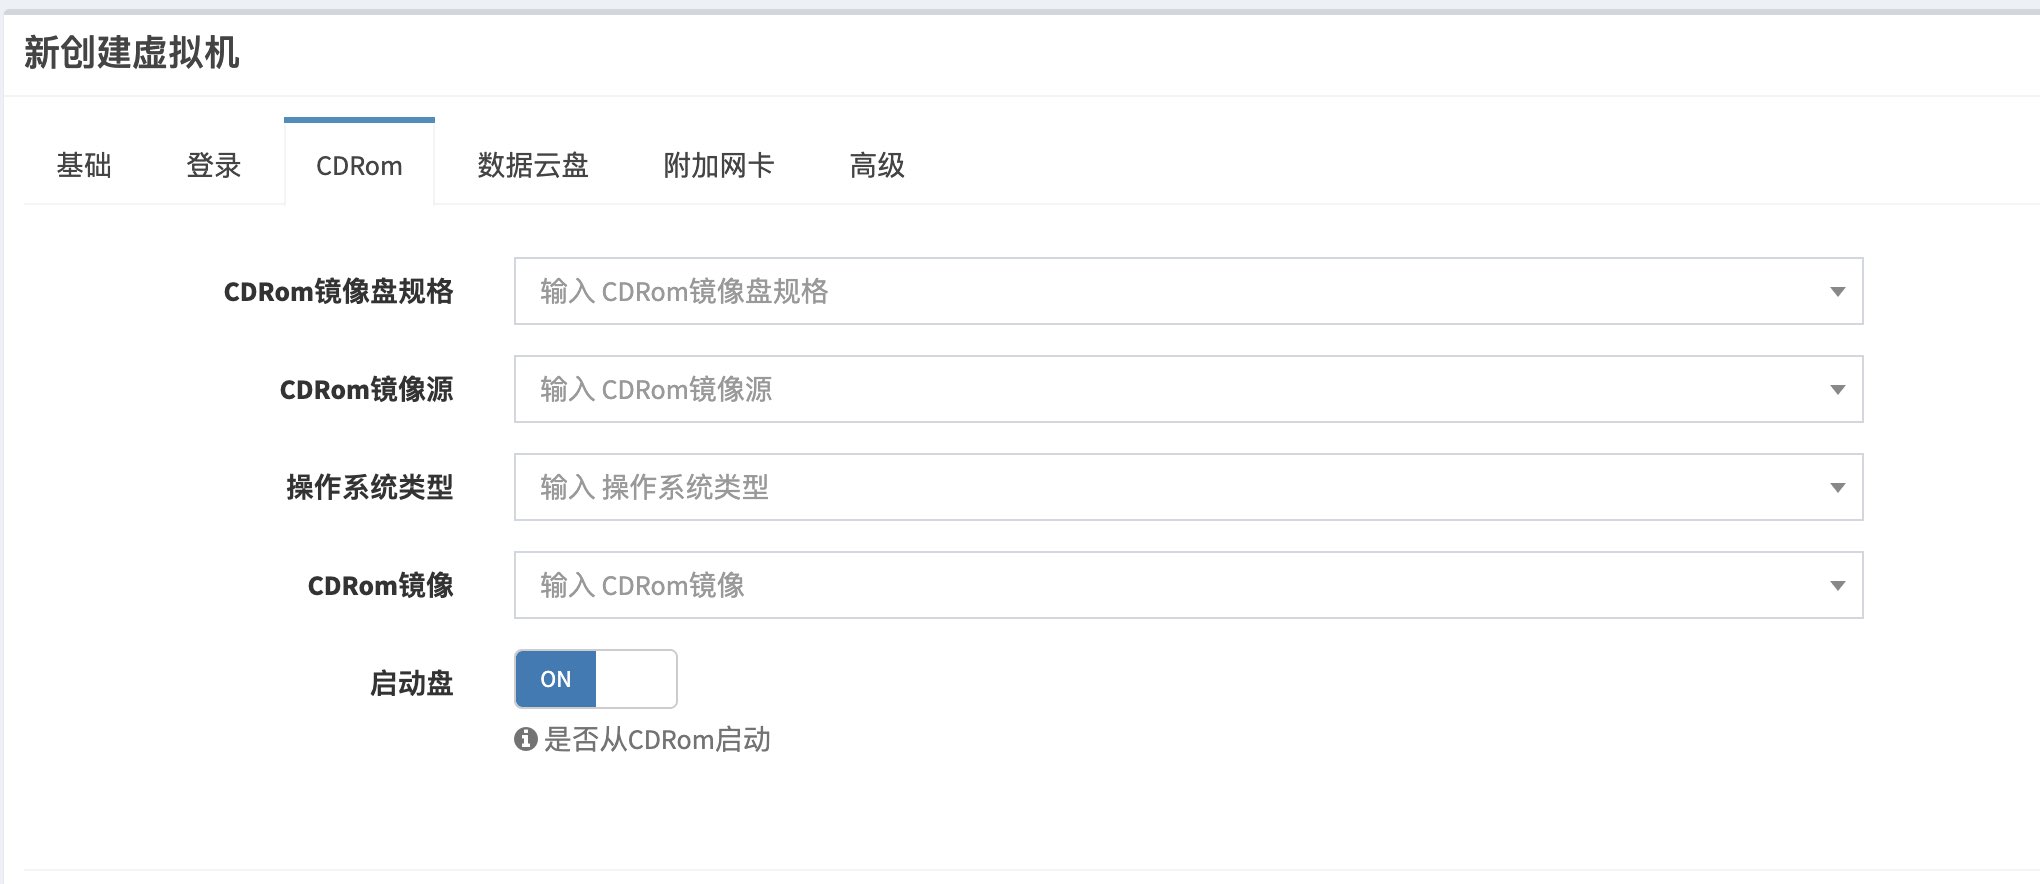 新创建虚拟机
基础 登录 CDRom 数据云盘 附加网卡 高级
CDRom镜像盘规格 输入 CDRom镜像盘规格
CDRom镜像源 输入 CDRom镜像源
操作系统类型 输入 操作系统类型
CDRom镜像 输入 CDRom镜像
启动盘 ON
是否从CDRom启动